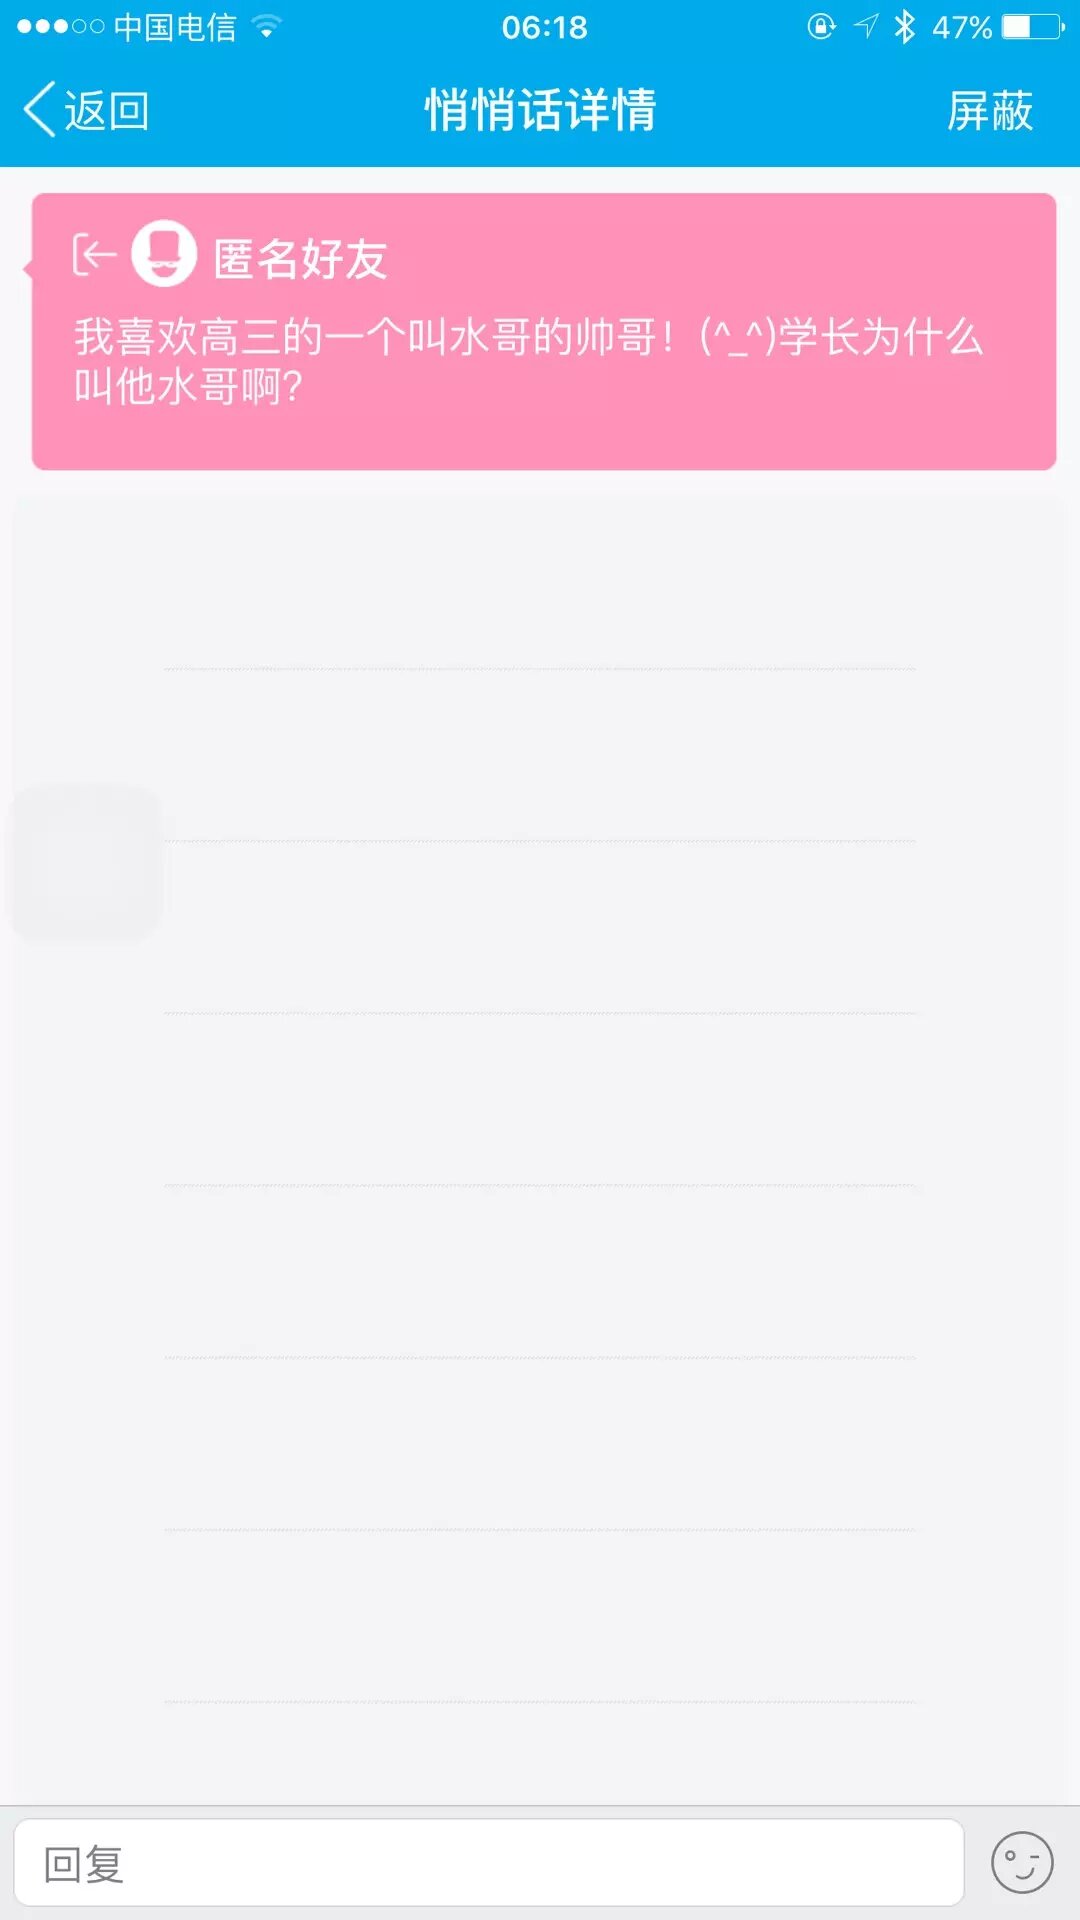 中国电信 06:18 47%
返回 悄悄话详情 屏蔽
匿名好友
我喜欢高三的一个叫水哥的帅哥！(^_^)学长为什么
叫他水哥啊?
回复